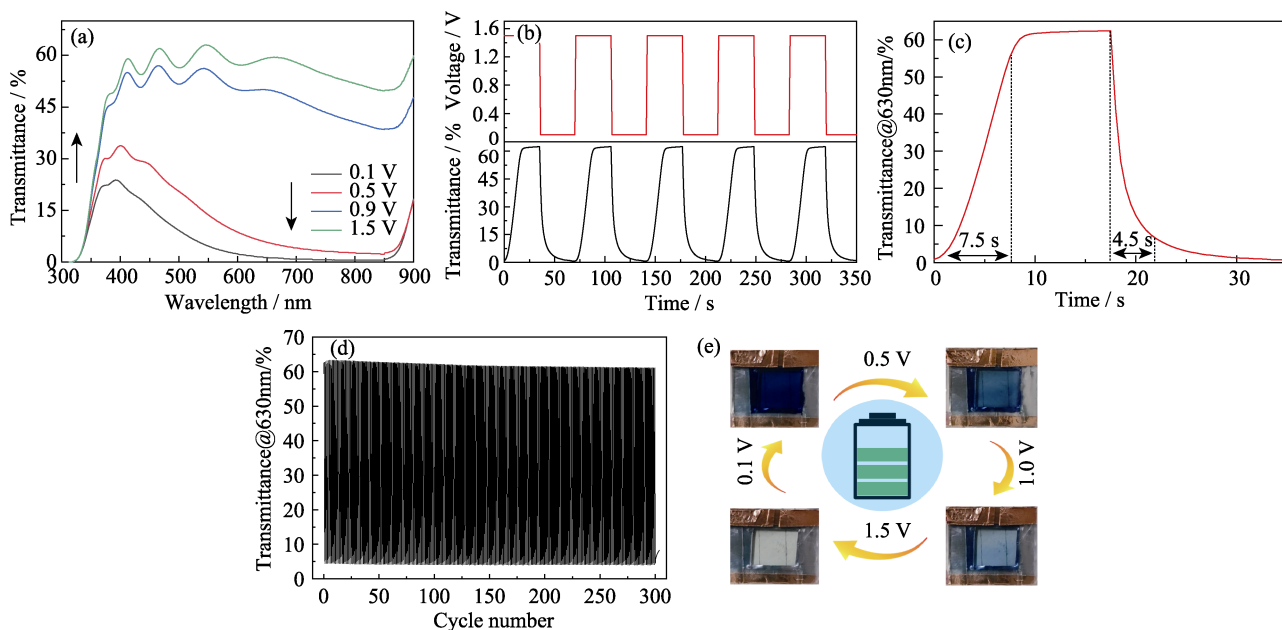 (a)
Transmittance / %
60
45
30
15
0
0.1 V
0.5 V
0.9 V
1.5 V
300 400 500 600 700 800 900
Wavelength / nm
(b)
Voltage / V
1.6
1.2
0.8
0.4
0
Transmittance / %
60
45
30
15
0
0 50 100 150 200 250 300 350
Time / s
(c)
Transmittance@630nm/%
60
50
40
30
20
10
0
7.5 s
4.5 s
0 10 20 30
Time / s
(d)
Transmittance@630nm/%
70
60
50
40
30
20
10
0
0 50 100 150 200 250 300
Cycle number
(e)
0.5 V
1.0 V
1.5 V
0.1 V